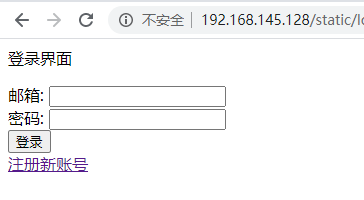 不安全 192.168.145.128/static/l
登录界面
邮箱:
密码:
登录
注册新账号